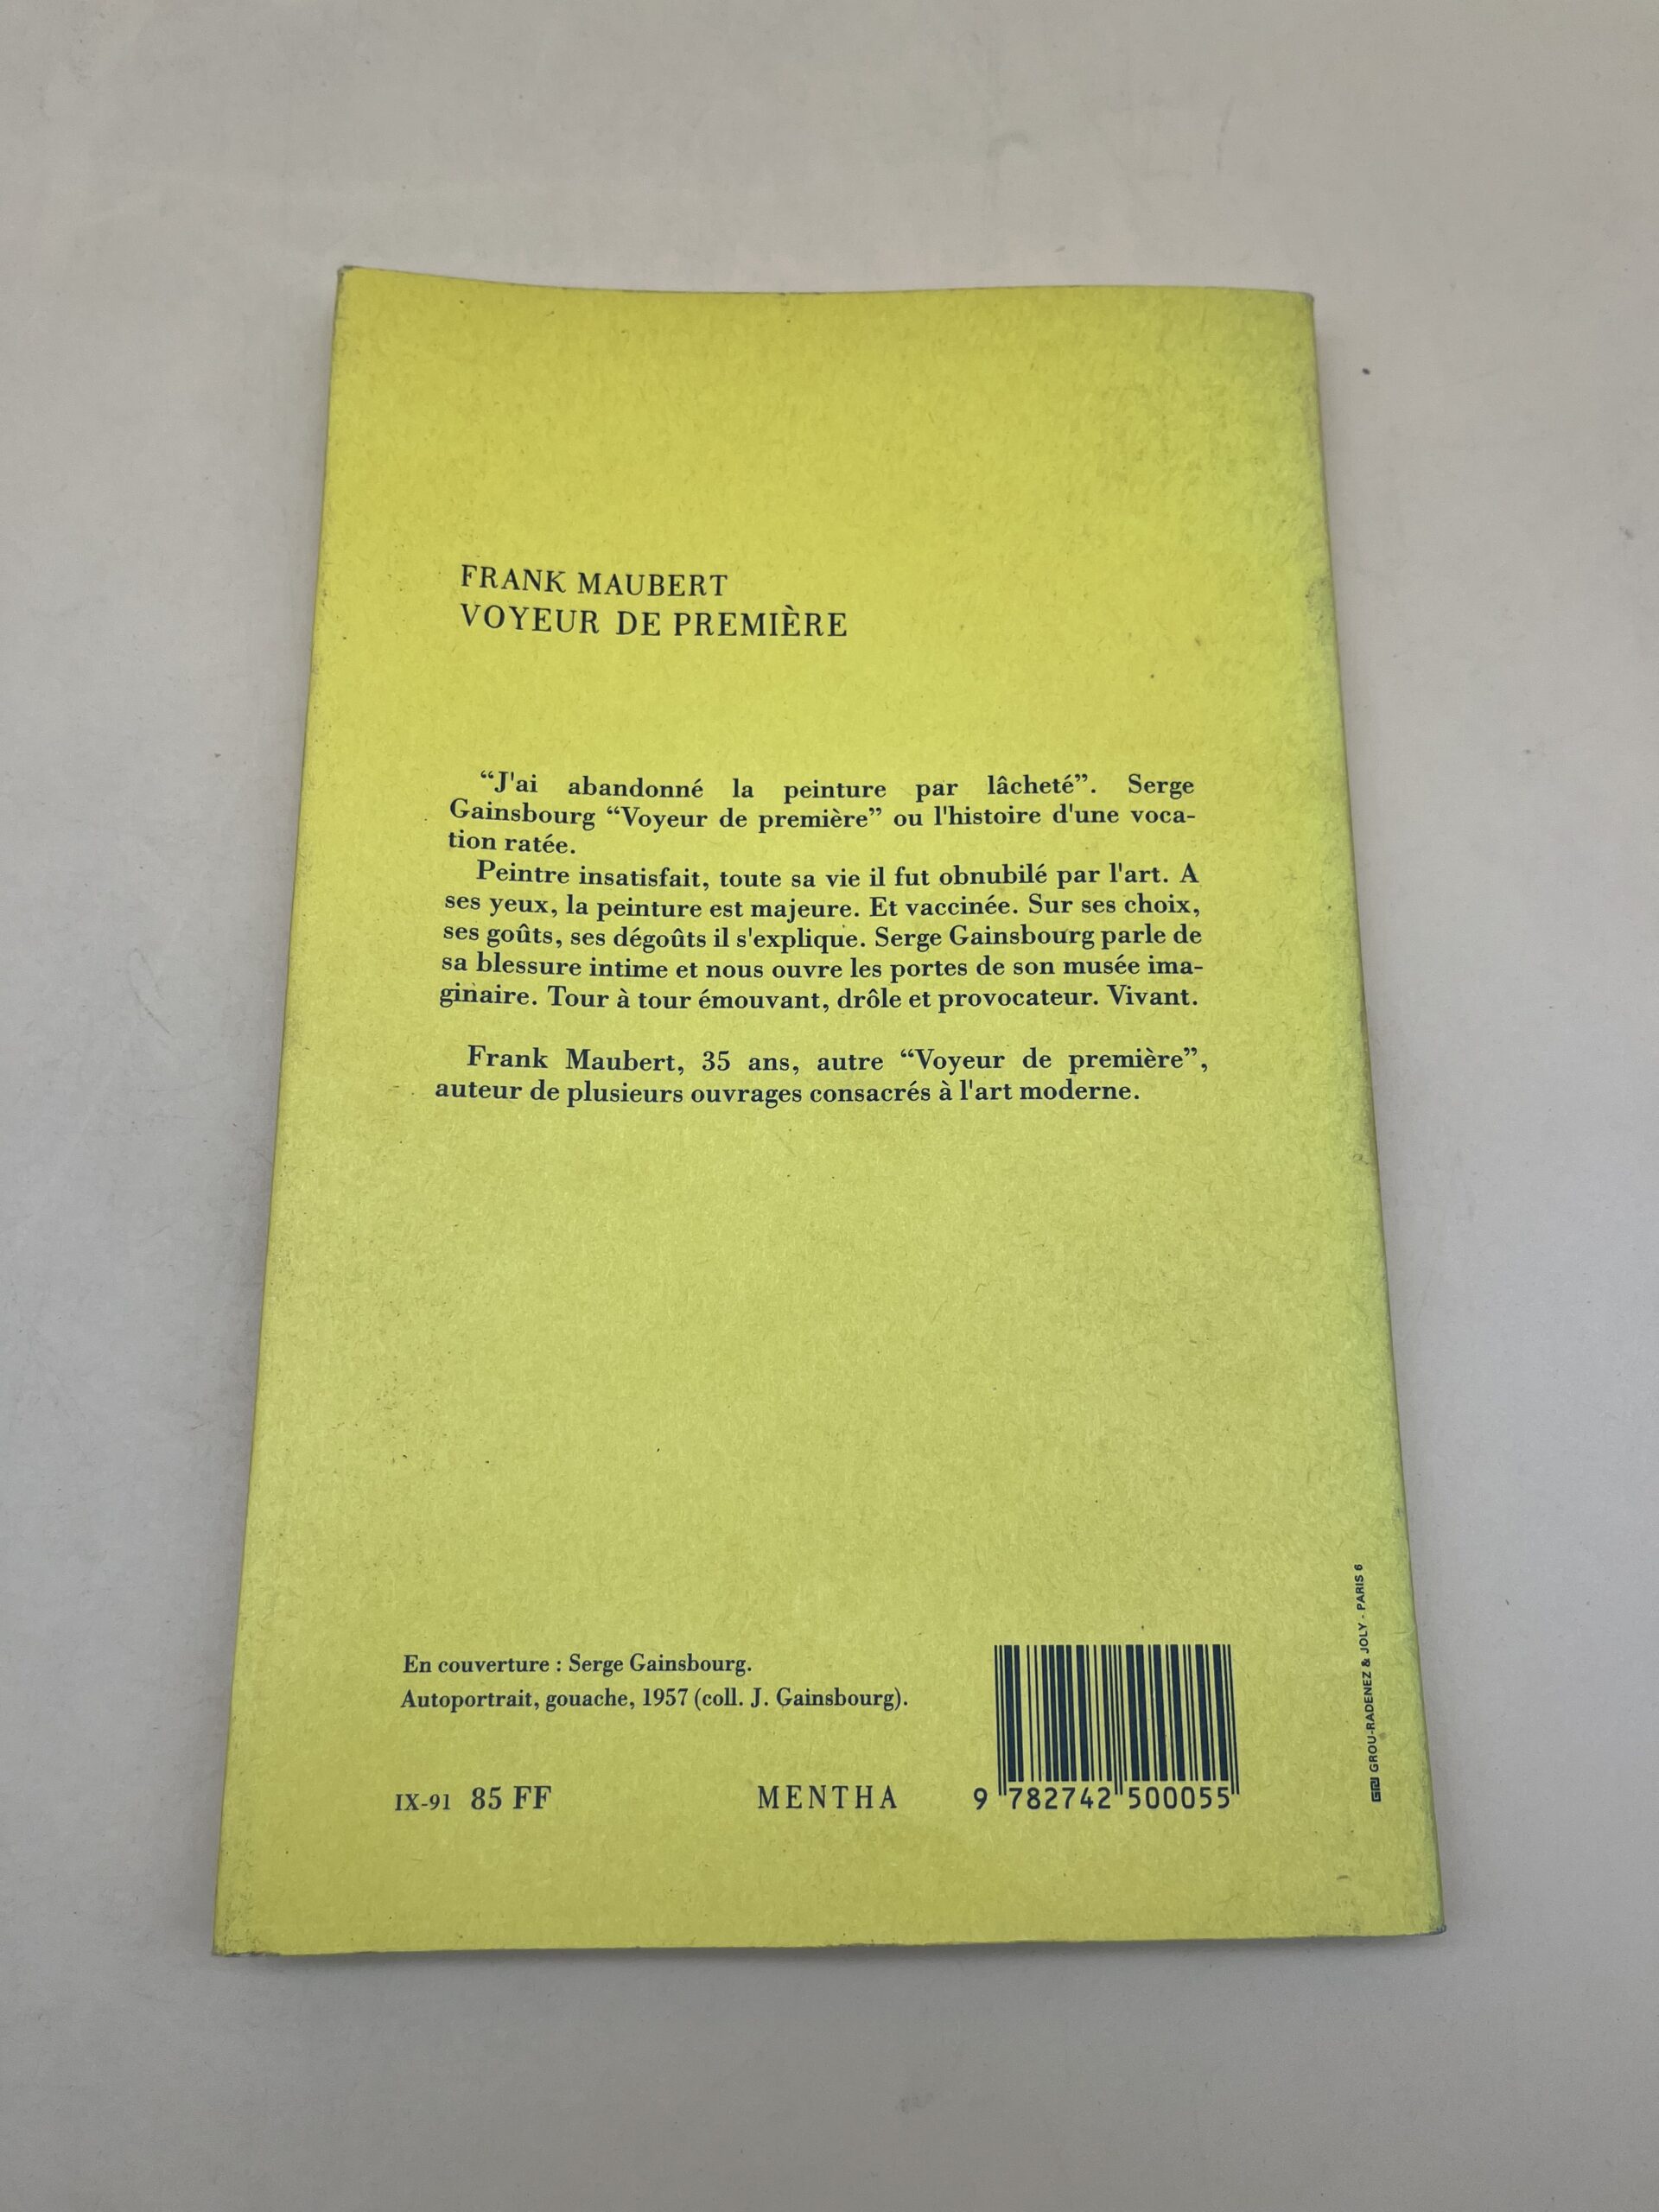 FRANK MAUBERT
VOYEUR DE PREMIÈRE
“J'ai abandonné la peinture par lâcheté”. Serge
Gainsbourg “Voyeur de première” ou l'histoire d'une voca-
tion ratée.
Peintre insatisfait, toute sa vie il fut obnubilé par l'art. A
ses yeux, la peinture est majeure. Et vaccinée. Sur ses choix,
ses goûts, ses dégoûts il s'explique. Serge Gainsbourg parle de
sa blessure intime et nous ouvre les portes de son musée ima-
ginaire. Tour à tour émouvant, drôle et provocateur. Vivant.
Frank Maubert, 35 ans, autre “Voyeur de première”,
auteur de plusieurs ouvrages consacrés à l'art moderne.
En couverture : Serge Gainsbourg.
Autoportrait, gouache, 1957 (coll. J. Gainsbourg).
IX-91 85 FF
MENTHA
9 782742 500055
GROU-RADENEZ & JOLY - PARIS 6